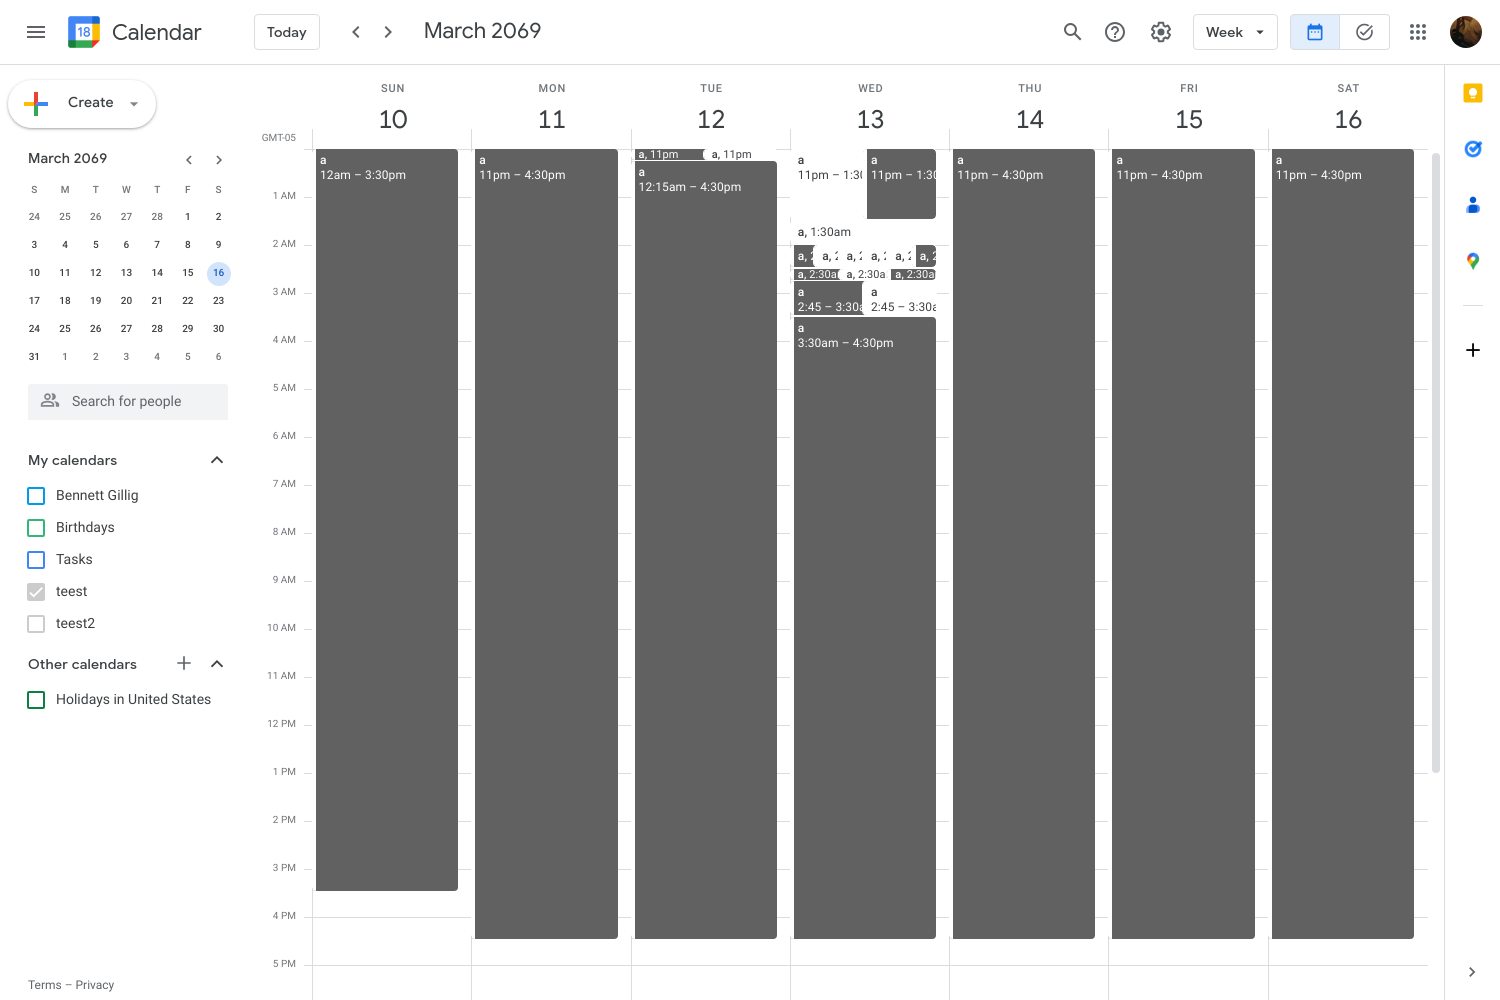 18
Calendar
Today
March 2069
Week
Create
March 2069
S M T W T F S
24 25 26 27 28 1 2
3 4 5 6 7 8 9
10 11 12 13 14 15 16
17 18 19 20 21 22 23
24 25 26 27 28 29 30
31 1 2 3 4 5 6
Search for people
My calendars
Bennett Gillig
Birthdays
Tasks
teest
teest2
Other calendars
Holidays in United States
Terms – Privacy
SUN MON TUE WED THU FRI SAT
10 11 12 13 14 15 16
GMT-05
1 AM
2 AM
3 AM
4 AM
5 AM
6 AM
7 AM
8 AM
9 AM
10 AM
11 AM
12 PM
1 PM
2 PM
3 PM
4 PM
5 PM
a
12am – 3:30pm
a
11pm – 4:30pm
a, 11pm
a, 11pm
a
12:15am – 4:30pm
a
11pm – 1:30
a
11pm – 1:30
a, 1:30am
a, 2
a, 2
a, 2
a, 2
a, 2
a, 2
a, 2:30a
a, 2:30a
a, 2:30a
a
2:45 – 3:30a
a
2:45 – 3:30a
a
3:30am – 4:30pm
a
11pm – 4:30pm
a
11pm – 4:30pm
a
11pm – 4:30pm